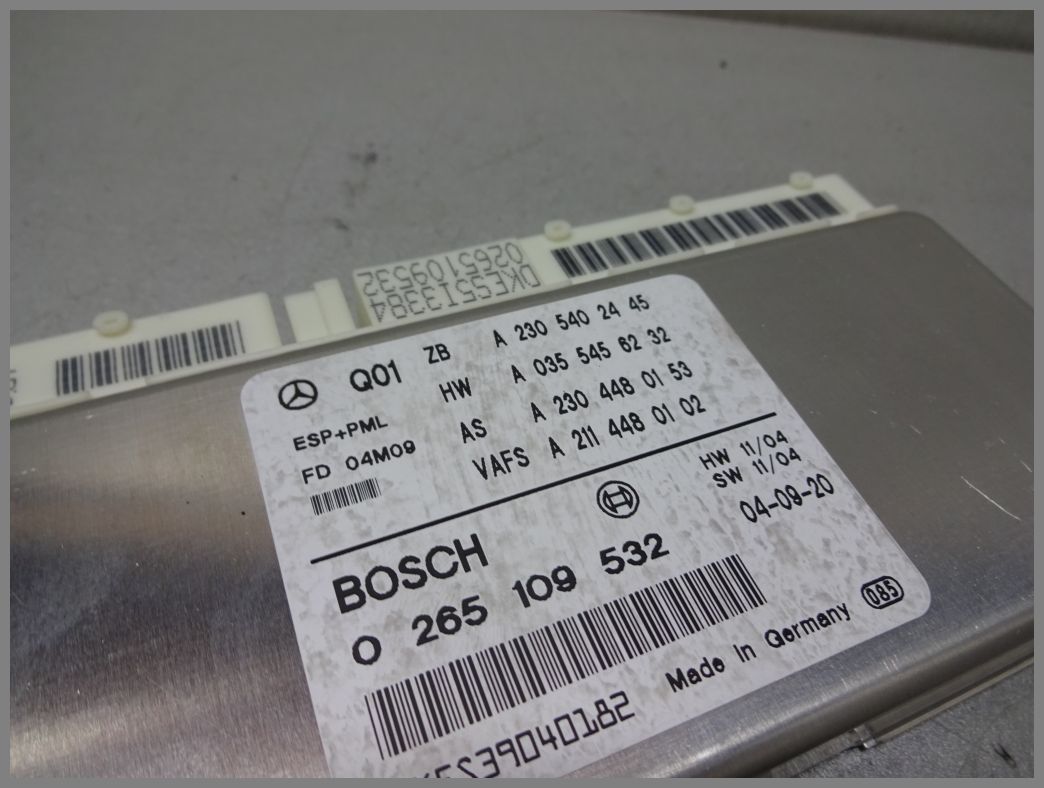 DKES5I3384
0265109532
Q01 ZB A 230 540 24 45
HW A 035 545 62 32
ESP+PML AS A 230 448 01 53
FD 04M09 VAFS A 211 448 01 02
HW 11/04
SW 11/04
04-09-20
BOSCH
0 265 109 532
Made in Germany 085
39040182